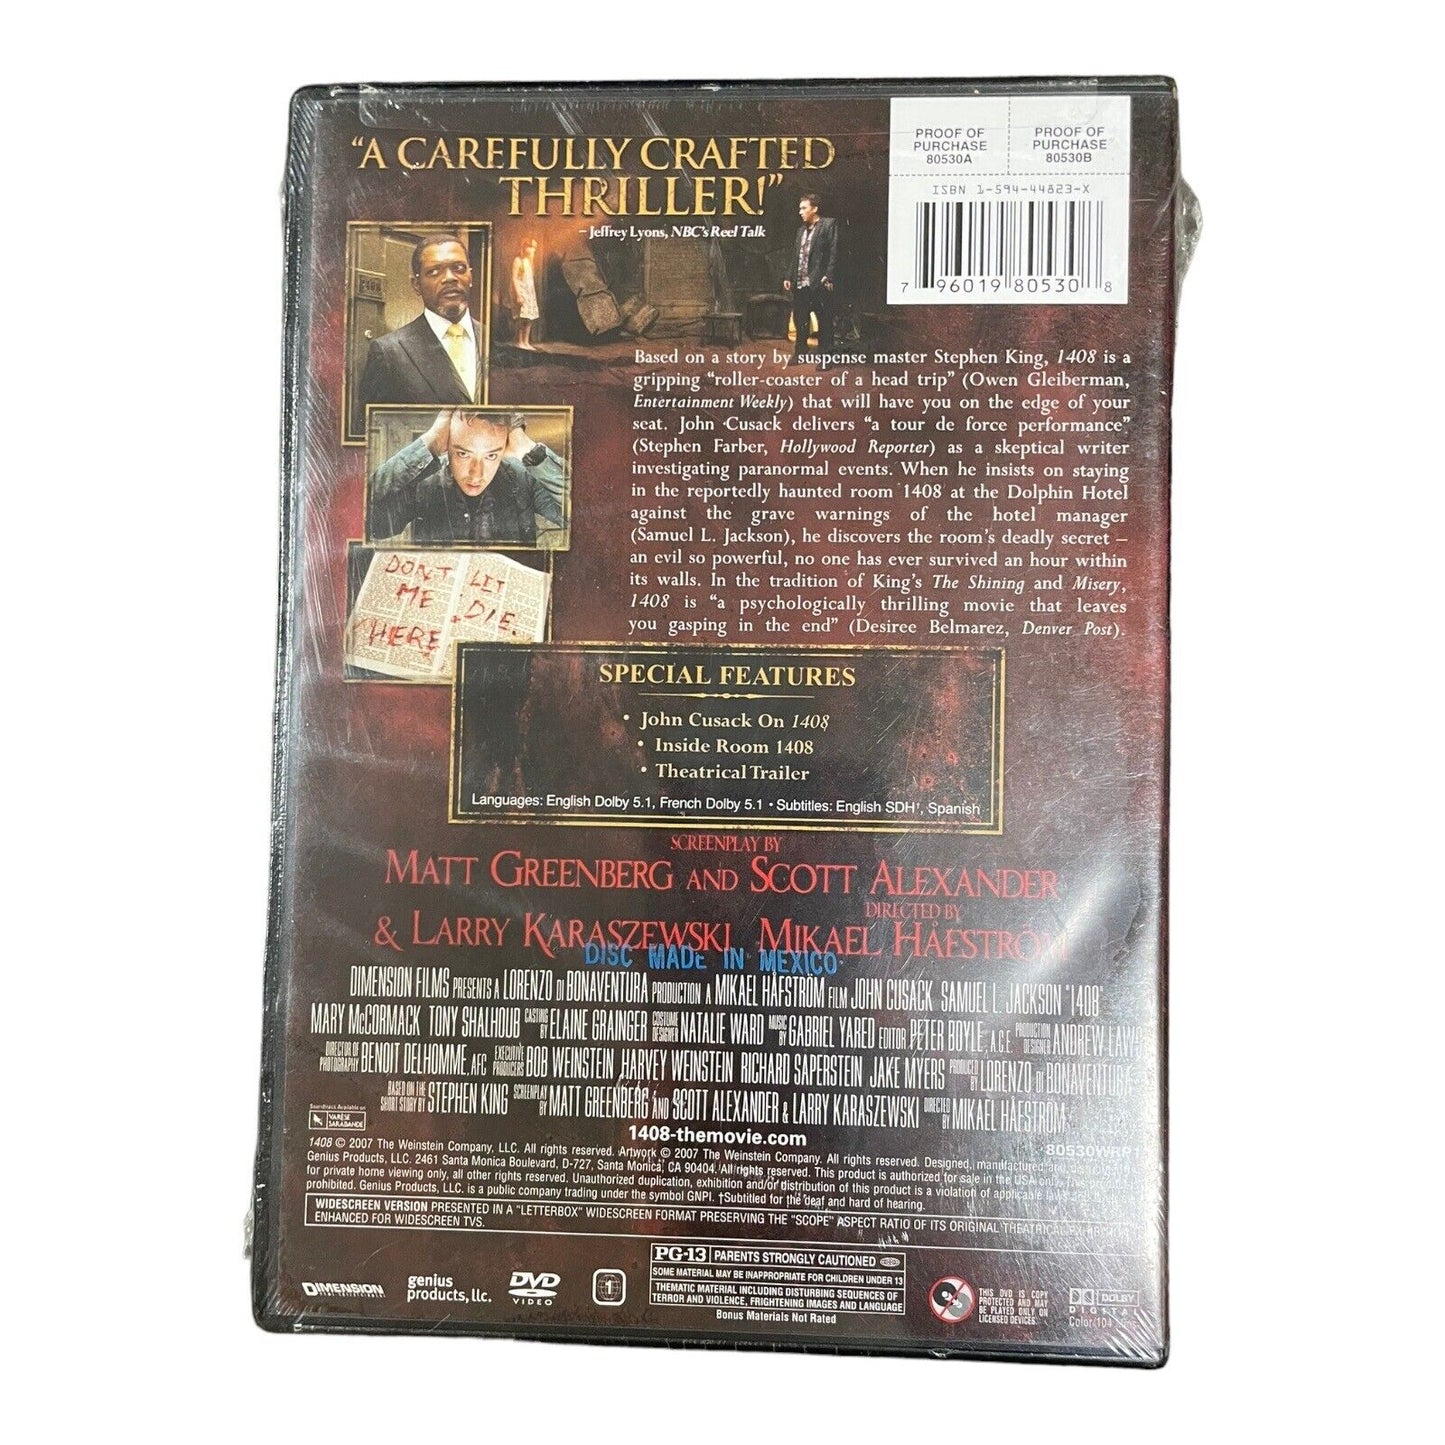 "A CAREFULLY CRAFTED
THRILLER!"
– Jeffrey Lyons, NBC's Reel Talk
PROOF OF
PURCHASE
80530A
PROOF OF
PURCHASE
80530B
ISBN 1-594-44823-X
7 96019 80530 8
1408
Based on a story by suspense master Stephen King, 1408 is a
gripping "roller-coaster of a head trip" (Owen Gleiberman,
Entertainment Weekly) that will have you on the edge of your
seat. John Cusack delivers "a tour de force performance"
(Stephen Farber, Hollywood Reporter) as a skeptical writer
investigating paranormal events. When he insists on staying
in the reportedly haunted room 1408 at the Dolphin Hotel
against the grave warnings of the hotel manager
(Samuel L. Jackson), he discovers the room's deadly secret –
an evil so powerful, no one has ever survived an hour within
its walls. In the tradition of King's The Shining and Misery,
1408 is "a psychologically thrilling movie that leaves
you gasping in the end" (Desiree Belmarez, Denver Post).
DON'T LET
ME DIE.
HERE
SPECIAL FEATURES
• John Cusack On 1408
• Inside Room 1408
• Theatrical Trailer
Languages: English Dolby 5.1, French Dolby 5.1 • Subtitles: English SDH†, Spanish
SCREENPLAY BY
MATT GREENBERG AND SCOTT ALEXANDER
DIRECTED BY
& LARRY KARASZEWSKI MIKAEL HÅFSTRÖM
DISC MADE IN MEXICO
DIMENSION FILMS PRESENTS A LORENZO DI BONAVENTURA PRODUCTION A MIKAEL HÅFSTRÖM FILM JOHN CUSACK SAMUEL L. JACKSON "1408"
MARY McCORMACK TONY SHALHOUB CASTING BY ELAINE GRAINGER COSTUME DESIGNER NATALIE WARD MUSIC BY GABRIEL YARED EDITOR PETER BOYLE, A.C.E. PRODUCTION DESIGNER ANDREW LAWS
DIRECTOR OF PHOTOGRAPHY BENOIT DELHOMME, AFC EXECUTIVE PRODUCERS BOB WEINSTEIN HARVEY WEINSTEIN RICHARD SAPERSTEIN JAKE MYERS PRODUCED BY LORENZO DI BONAVENTURA
BASED ON THE SHORT STORY BY STEPHEN KING SCREENPLAY BY MATT GREENBERG AND SCOTT ALEXANDER & LARRY KARASZEWSKI DIRECTED BY MIKAEL HÅFSTRÖM
Soundtrack Available on
VARÈSE
SARABANDE
1408-themovie.com
80530WRP1
1408 © 2007 The Weinstein Company, LLC. All rights reserved. Artwork © 2007 The Weinstein Company, LLC. All rights reserved. Designed, manufactured and
Genius Products, LLC. 2461 Santa Monica Boulevard, D-727, Santa Monica, CA 90404. All rights reserved. This product is authorized for sale in the USA only. This product is
for private home viewing only, all other rights reserved. Unauthorized duplication, exhibition and/or distribution of this product is a violation of applicable laws and is
prohibited. Genius Products, LLC. is a public company trading under the symbol GNPI. †Subtitled for the deaf and hard of hearing.
WIDESCREEN VERSION PRESENTED IN A "LETTERBOX" WIDESCREEN FORMAT PRESERVING THE "SCOPE" ASPECT RATIO OF ITS ORIGINAL THEATRICAL EXHIBITION.
ENHANCED FOR WIDESCREEN TVS.
PG-13 PARENTS STRONGLY CAUTIONED
SOME MATERIAL MAY BE INAPPROPRIATE FOR CHILDREN UNDER 13
THEMATIC MATERIAL INCLUDING DISTURBING SEQUENCES OF
TERROR AND VIOLENCE, FRIGHTENING IMAGES AND LANGUAGE
Bonus Materials Not Rated
DIMENSION
genius
products, llc.
DVD
VIDEO
1
THIS DVD IS COPY
PROTECTED AND MAY
BE PLAYED ONLY ON
LICENSED DEVICES.
DOLBY
DIGITAL
Color/104